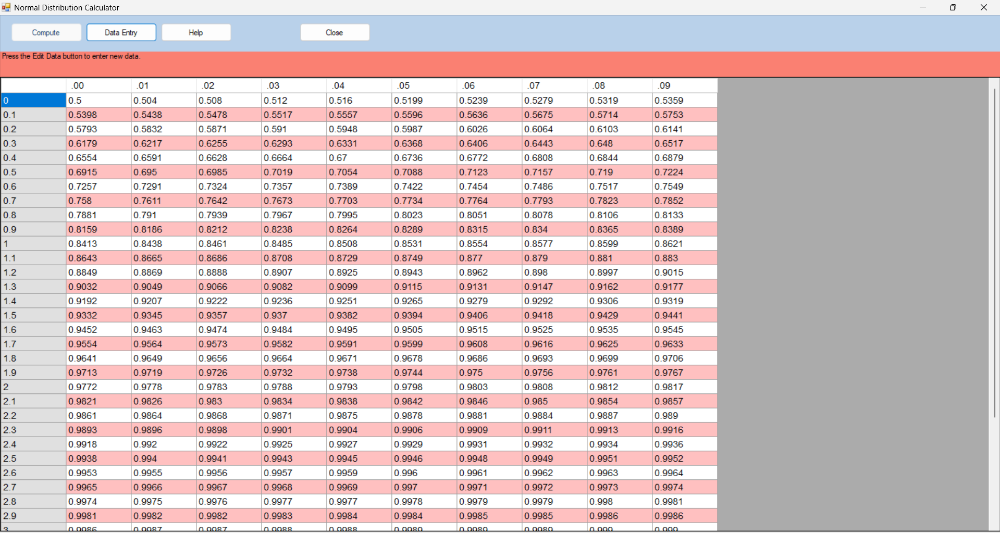 Normal Distribution Calculator
Compute Data Entry Help Close
Press the Edit Data button to enter new data.
.00 .01 .02 .03 .04 .05 .06 .07 .08 .09
0 0.5 0.504 0.508 0.512 0.516 0.5199 0.5239 0.5279 0.5319 0.5359
0.1 0.5398 0.5438 0.5478 0.5517 0.5557 0.5596 0.5636 0.5675 0.5714 0.5753
0.2 0.5793 0.5832 0.5871 0.591 0.5948 0.5987 0.6026 0.6064 0.6103 0.6141
0.3 0.6179 0.6217 0.6255 0.6293 0.6331 0.6368 0.6406 0.6443 0.648 0.6517
0.4 0.6554 0.6591 0.6628 0.6664 0.67 0.6736 0.6772 0.6808 0.6844 0.6879
0.5 0.6915 0.695 0.6985 0.7019 0.7054 0.7088 0.7123 0.7157 0.719 0.7224
0.6 0.7257 0.7291 0.7324 0.7357 0.7389 0.7422 0.7454 0.7486 0.7517 0.7549
0.7 0.758 0.7611 0.7642 0.7673 0.7703 0.7734 0.7764 0.7793 0.7823 0.7852
0.8 0.7881 0.791 0.7939 0.7967 0.7995 0.8023 0.8051 0.8078 0.8106 0.8133
0.9 0.8159 0.8186 0.8212 0.8238 0.8264 0.8289 0.8315 0.834 0.8365 0.8389
1 0.8413 0.8438 0.8461 0.8485 0.8508 0.8531 0.8554 0.8577 0.8599 0.8621
1.1 0.8643 0.8665 0.8686 0.8708 0.8729 0.8749 0.877 0.879 0.881 0.883
1.2 0.8849 0.8869 0.8888 0.8907 0.8925 0.8943 0.8962 0.898 0.8997 0.9015
1.3 0.9032 0.9049 0.9066 0.9082 0.9099 0.9115 0.9131 0.9147 0.9162 0.9177
1.4 0.9192 0.9207 0.9222 0.9236 0.9251 0.9265 0.9279 0.9292 0.9306 0.9319
1.5 0.9332 0.9345 0.9357 0.937 0.9382 0.9394 0.9406 0.9418 0.9429 0.9441
1.6 0.9452 0.9463 0.9474 0.9484 0.9495 0.9505 0.9515 0.9525 0.9535 0.9545
1.7 0.9554 0.9564 0.9573 0.9582 0.9591 0.9599 0.9608 0.9616 0.9625 0.9633
1.8 0.9641 0.9649 0.9656 0.9664 0.9671 0.9678 0.9686 0.9693 0.9699 0.9706
1.9 0.9713 0.9719 0.9726 0.9732 0.9738 0.9744 0.975 0.9756 0.9761 0.9767
2 0.9772 0.9778 0.9783 0.9788 0.9793 0.9798 0.9803 0.9808 0.9812 0.9817
2.1 0.9821 0.9826 0.983 0.9834 0.9838 0.9842 0.9846 0.985 0.9854 0.9857
2.2 0.9861 0.9864 0.9868 0.9871 0.9875 0.9878 0.9881 0.9884 0.9887 0.989
2.3 0.9893 0.9896 0.9898 0.9901 0.9904 0.9906 0.9909 0.9911 0.9913 0.9916
2.4 0.9918 0.992 0.9922 0.9925 0.9927 0.9929 0.9931 0.9932 0.9934 0.9936
2.5 0.9938 0.994 0.9941 0.9943 0.9945 0.9946 0.9948 0.9949 0.9951 0.9952
2.6 0.9953 0.9955 0.9956 0.9957 0.9959 0.996 0.9961 0.9962 0.9963 0.9964
2.7 0.9965 0.9966 0.9967 0.9968 0.9969 0.997 0.9971 0.9972 0.9973 0.9974
2.8 0.9974 0.9975 0.9976 0.9977 0.9977 0.9978 0.9979 0.9979 0.998 0.9981
2.9 0.9981 0.9982 0.9982 0.9983 0.9984 0.9984 0.9985 0.9985 0.9986 0.9986
3 0.9986 0.9987 0.9987 0.9988 0.9988 0.9989 0.9989 0.9989 0.999 0.999